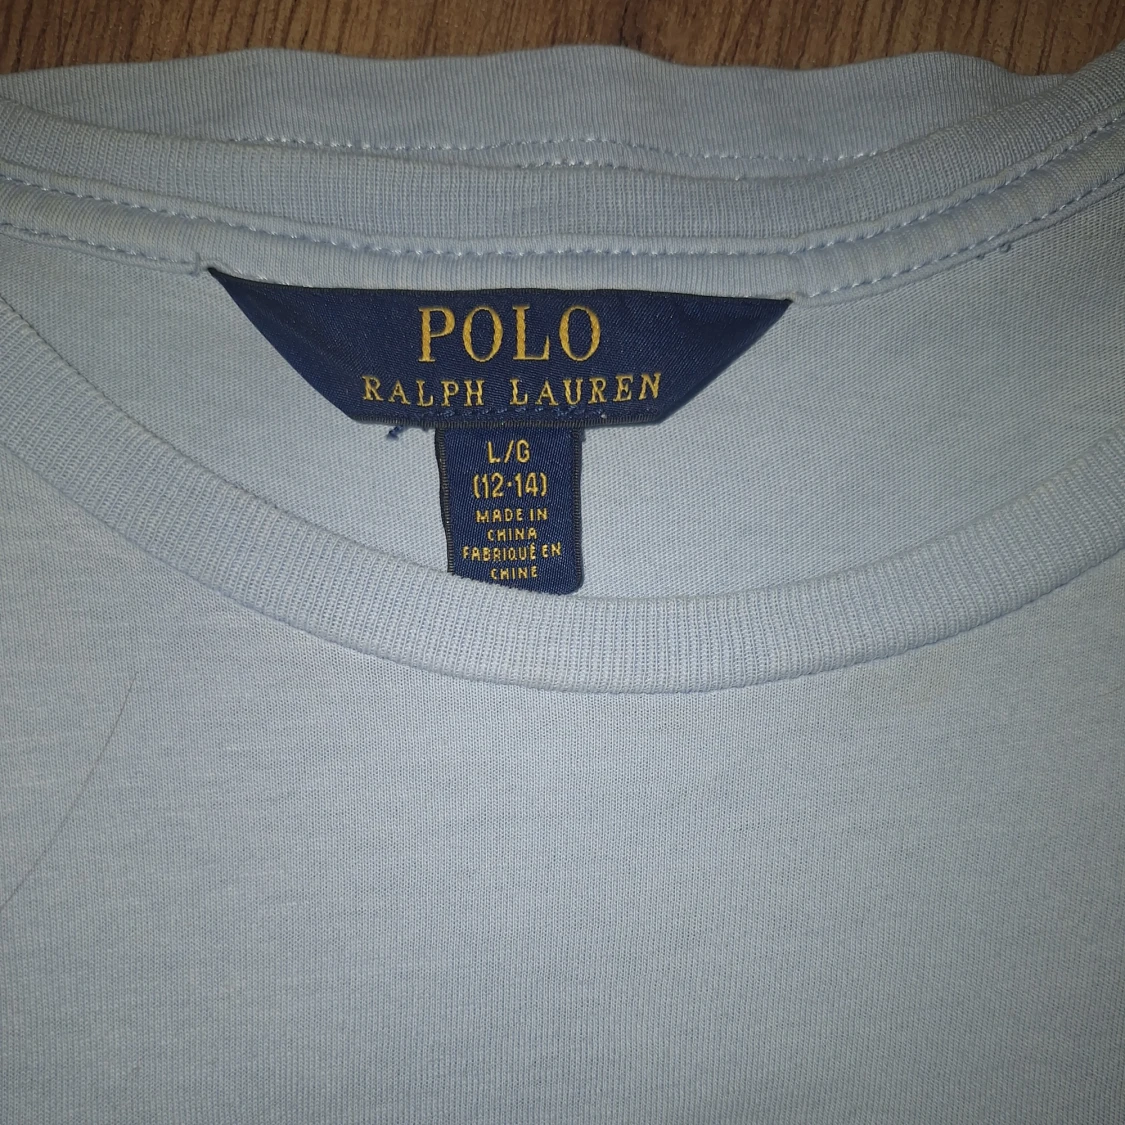 POLO
RALPH LAUREN
L/G
(12-14)
MADE IN
CHINA
FABRIQUÉ EN
CHINE